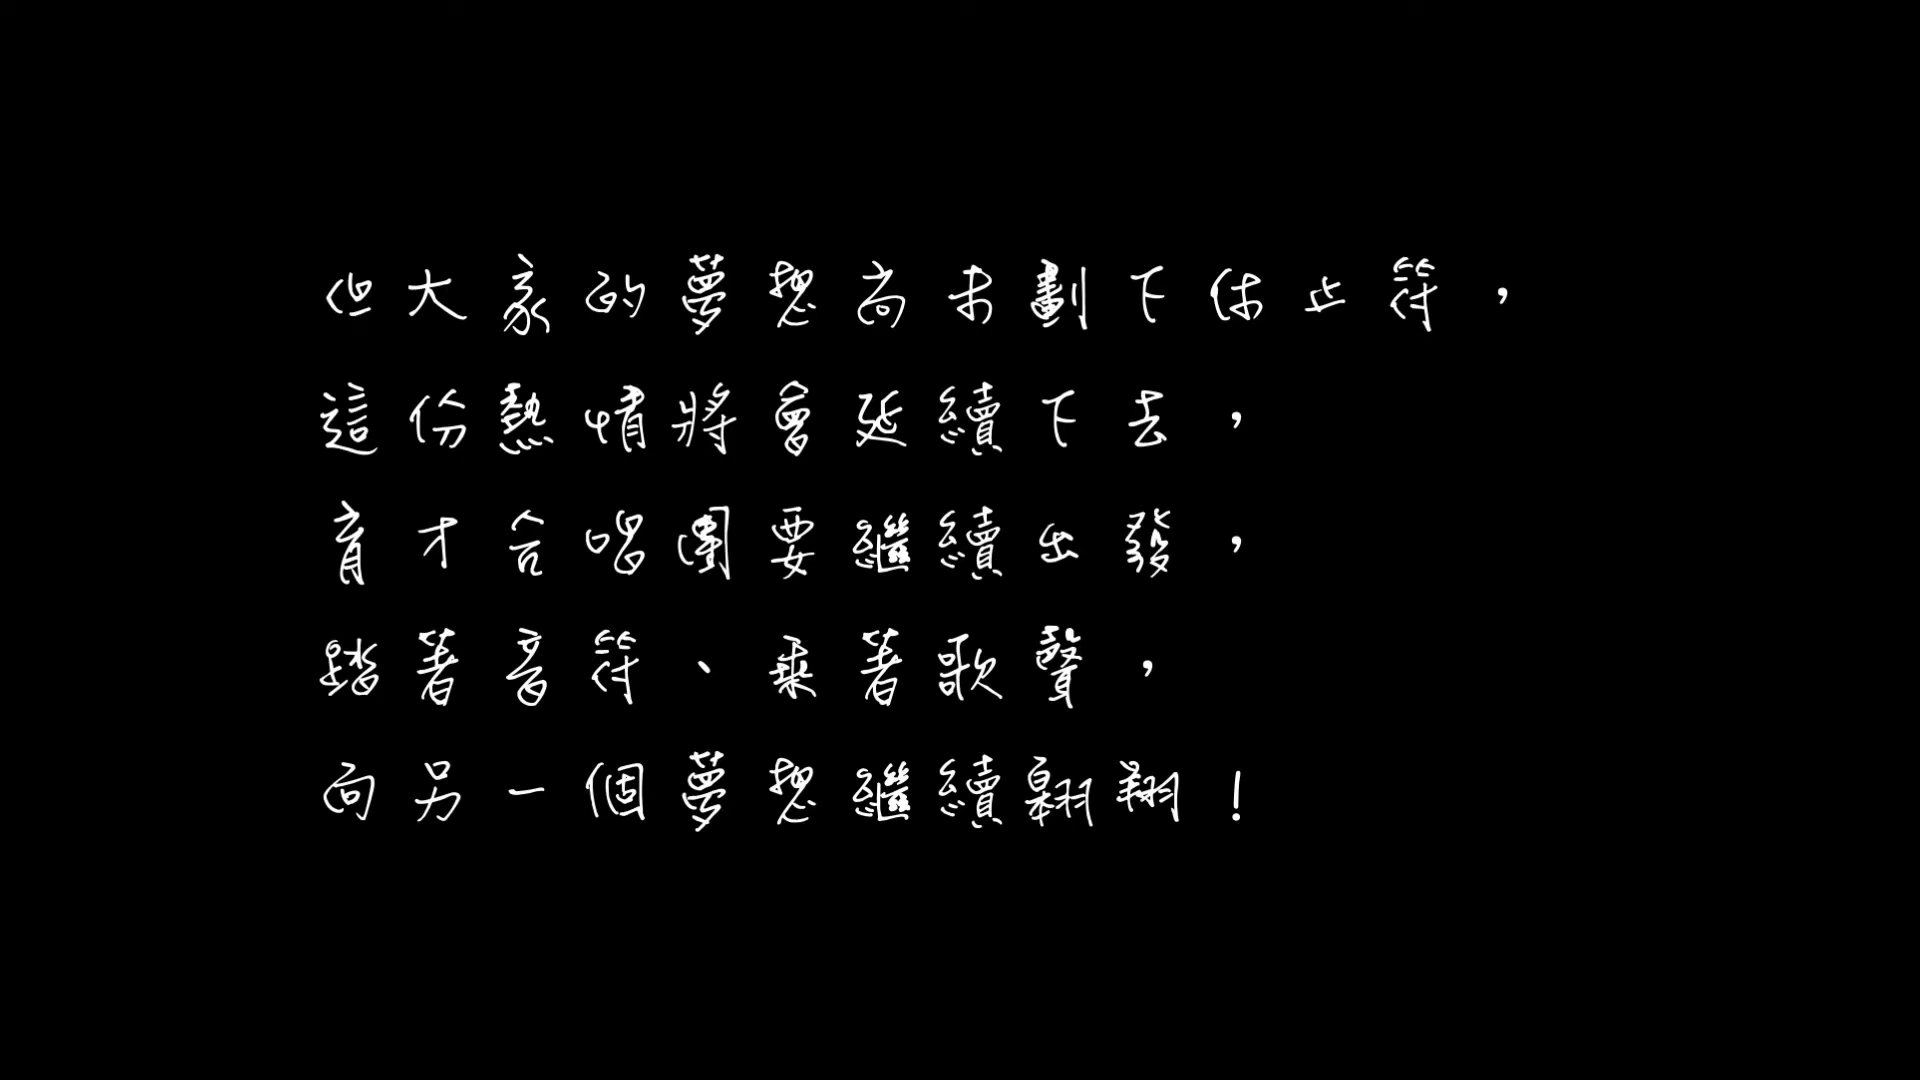 但大家的夢想尚未劃下休止符，
這份熱情將會延續下去，
育才合唱團要繼續出發，
踏著音符、乘著歌聲，
向另一個夢想繼續翱翔！